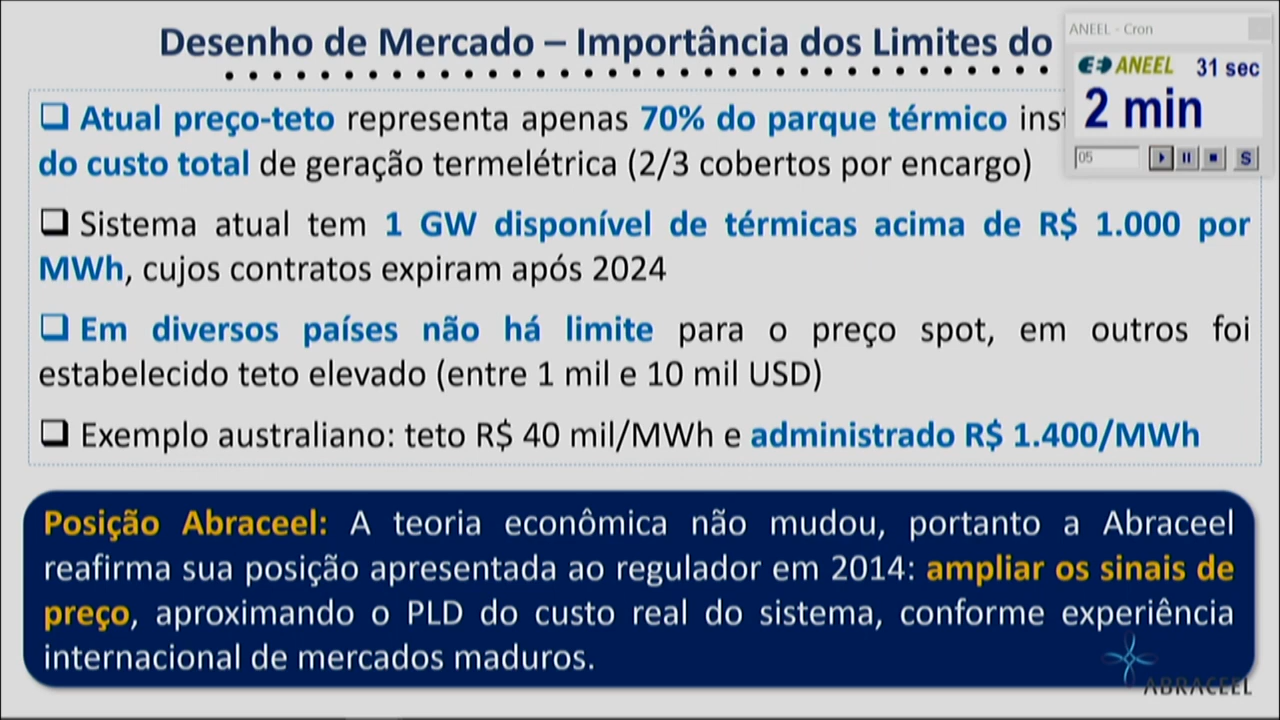 Desenho de Mercado – Importância dos Limites do
ANEEL - Cron
ANEEL 31 sec
2 min
05
S
❑ Atual preço-teto representa apenas 70% do parque térmico
do custo total de geração termelétrica (2/3 cobertos por encargo)
❑ Sistema atual tem 1 GW disponível de térmicas acima de R$ 1.000 por
MWh, cujos contratos expiram após 2024
❑ Em diversos países não há limite para o preço spot, em outros foi
estabelecido teto elevado (entre 1 mil e 10 mil USD)
❑ Exemplo australiano: teto R$ 40 mil/MWh e administrado R$ 1.400/MWh
Posição Abraceel: A teoria econômica não mudou, portanto a Abraceel
reafirma sua posição apresentada ao regulador em 2014: ampliar os sinais de
preço, aproximando o PLD do custo real do sistema, conforme experiência
internacional de mercados maduros.
ABRACEEL